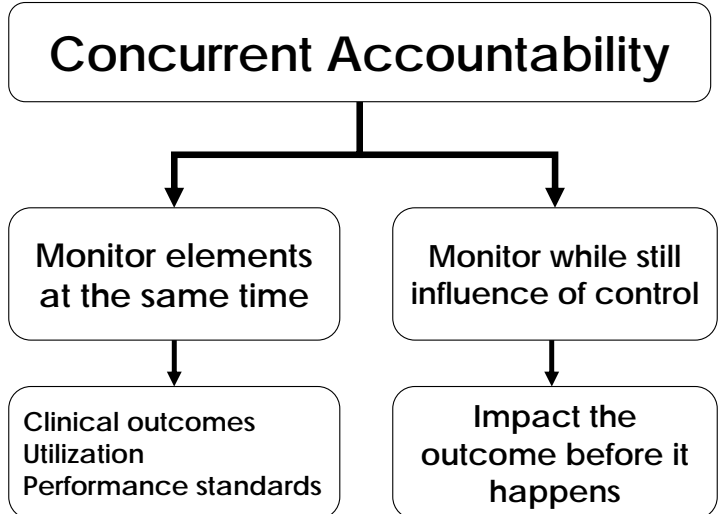 Concurrent Accountability
Monitor elements
at the same time
Monitor while still
influence of control
Clinical outcomes
Utilization
Performance standards
Impact the
outcome before it
happens